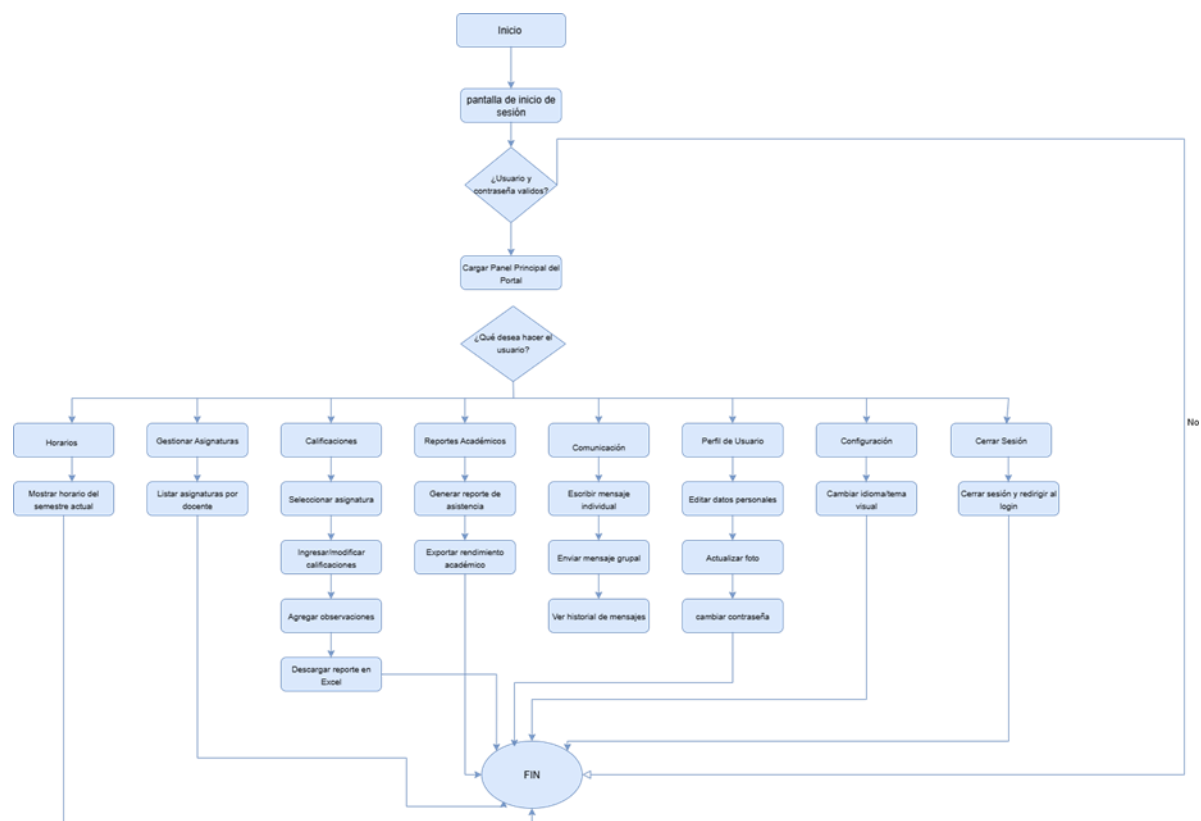 Inicio
pantalla de inicio de
sesión
¿Usuario y
contraseña validos?
Cargar Panel Principal del
Portal
¿Qué desea hacer el
usuario?
No
Horarios
Gestionar Asignaturas
Calificaciones
Reportes Académicos
Comunicación
Perfil de Usuario
Configuración
Cerrar Sesión
Mostrar horario del
semestre actual
Listar asignaturas por
docente
Seleccionar asignatura
Generar reporte de
asistencia
Escribir mensaje
individual
Editar datos personales
Cambiar idioma/tema
visual
Cerrar sesión y redirigir al
login
Ingresar/modificar
calificaciones
Exportar rendimiento
académico
Enviar mensaje grupal
Actualizar foto
Agregar observaciones
Ver historial de mensajes
cambiar contraseña
Descargar reporte en
Excel
FIN